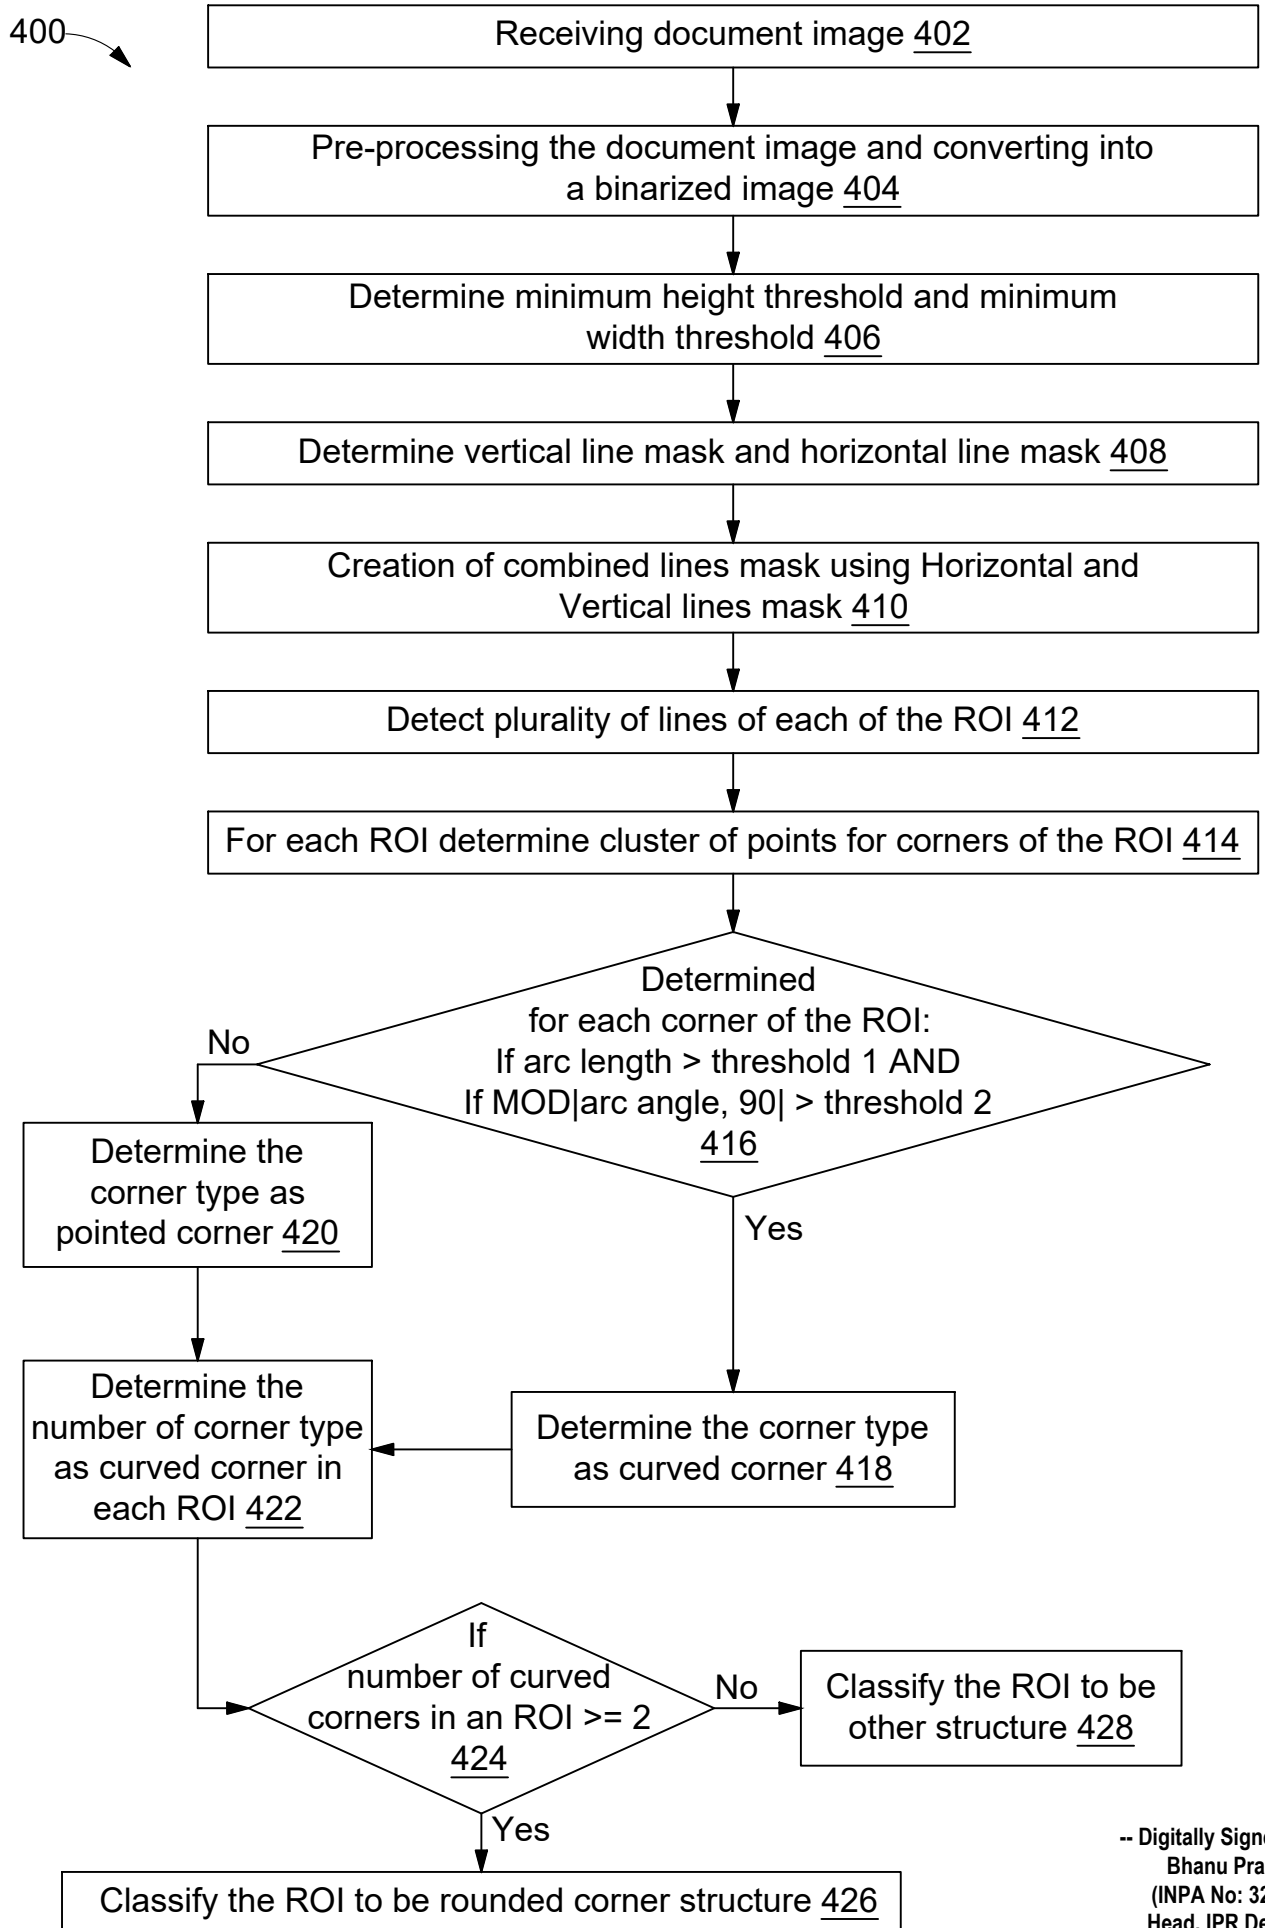 400
Receiving document image 402
Pre-processing the document image and converting into
a binarized image 404
Determine minimum height threshold and minimum
width threshold 406
Determine vertical line mask and horizontal line mask 408
Creation of combined lines mask using Horizontal and
Vertical lines mask 410
Detect plurality of lines of each of the ROI 412
For each ROI determine cluster of points for corners of the ROI 414
Determined
for each corner of the ROI:
If arc length > threshold 1 AND
If MOD|arc angle, 90| > threshold 2
416
No
Yes
Determine the
corner type as
pointed corner 420
Determine the
number of corner type
as curved corner in
each ROI 422
Determine the corner type
as curved corner 418
If
number of curved
corners in an ROI >= 2
424
No
Classify the ROI to be
other structure 428
Yes
Classify the ROI to be rounded corner structure 426
-- Digitally
Bhanu
(INPA No:
Head, IPR